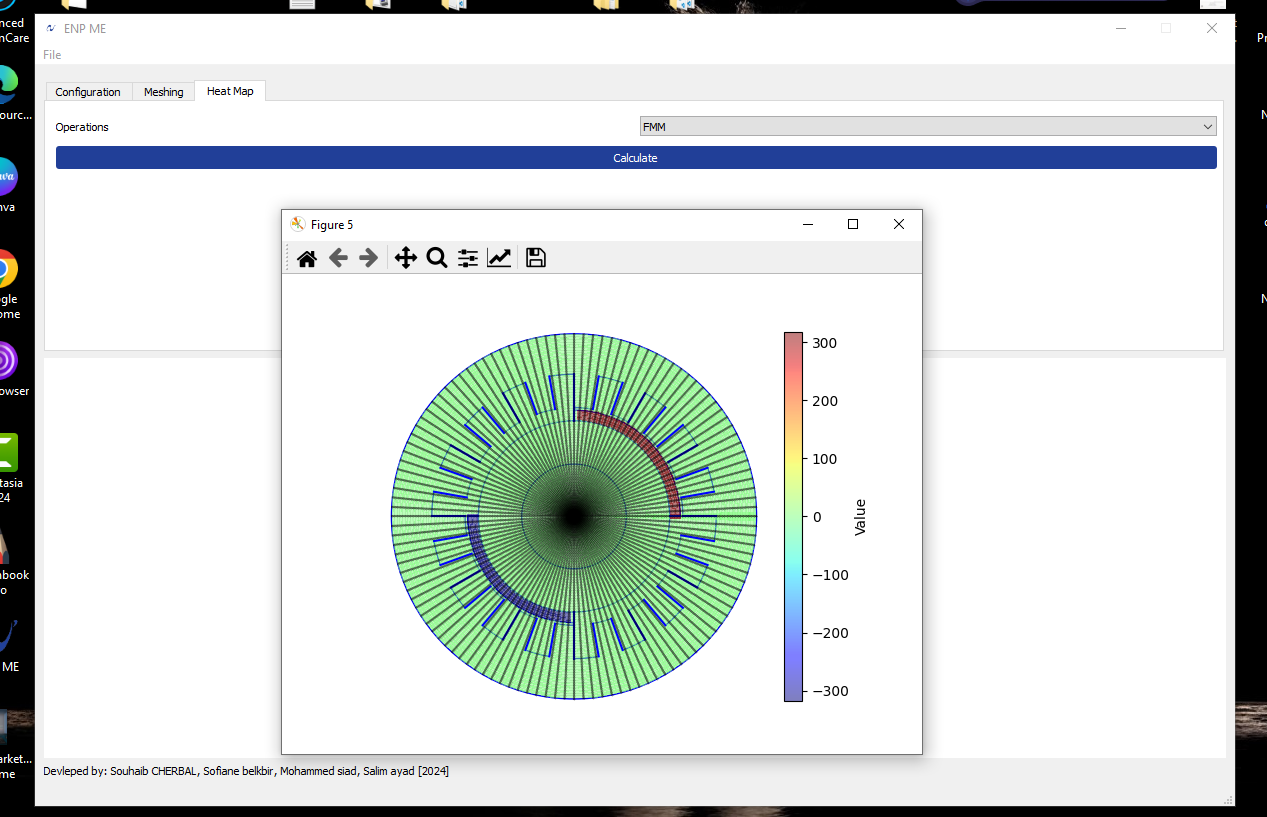 nced
nCare
ENP ME
File
Configuration
Meshing
Heat Map
Operations
FMM
Calculate
Figure 5
300
200
100
0
−100
−200
−300
Value
ourc...
nva
gle
ome
owser
tasia
24
nbook
o
ME
arket...
me
Devleped by: Souhaib CHERBAL, Sofiane belkbir, Mohammed siad, Salim ayad [2024]